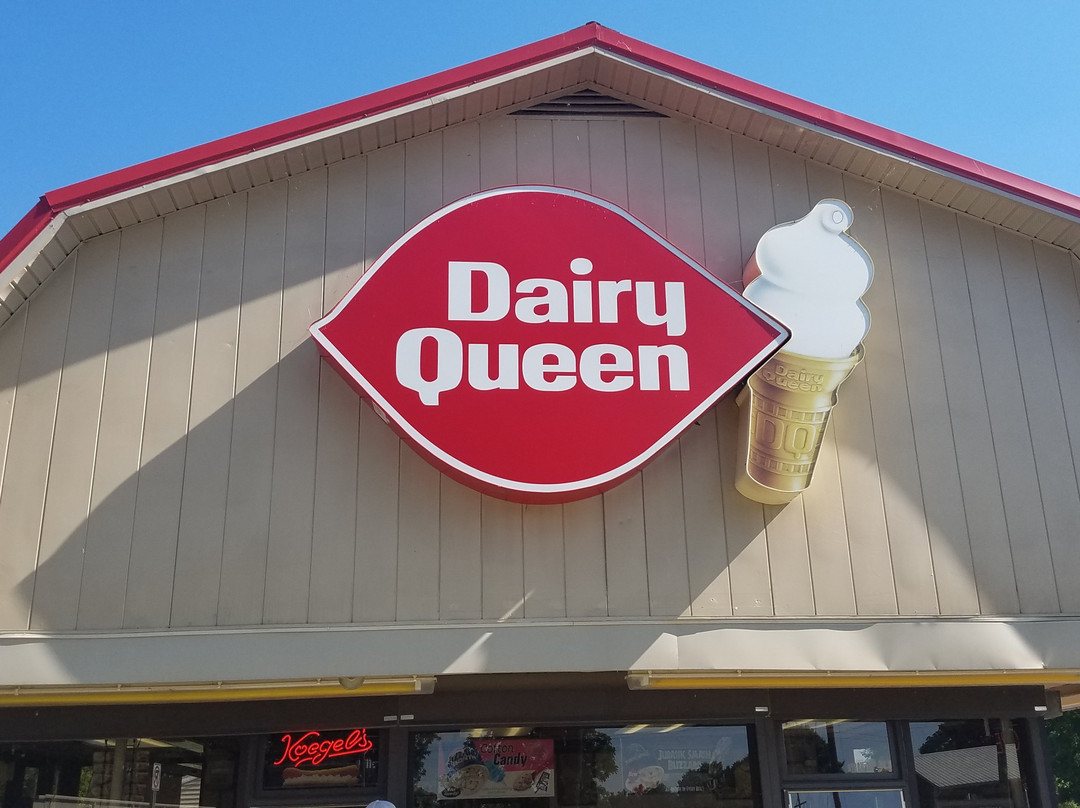 Dairy
Queen
Dairy
Queen
DQ
Koegel's
Cotton
Candy